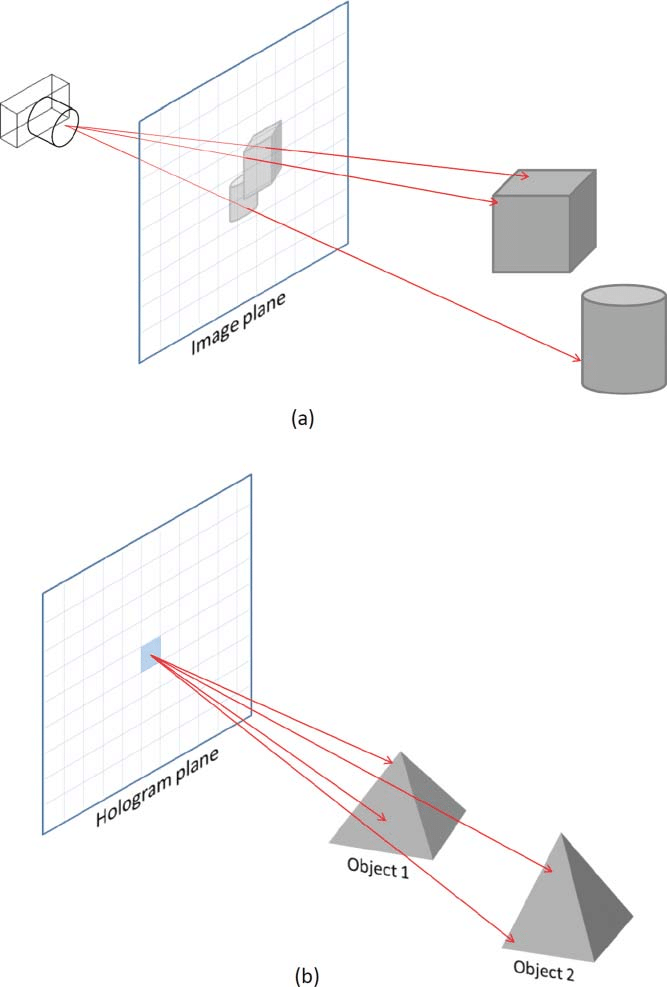 Image plane
(a)
Hologram plane
Object 1
Object 2
(b)